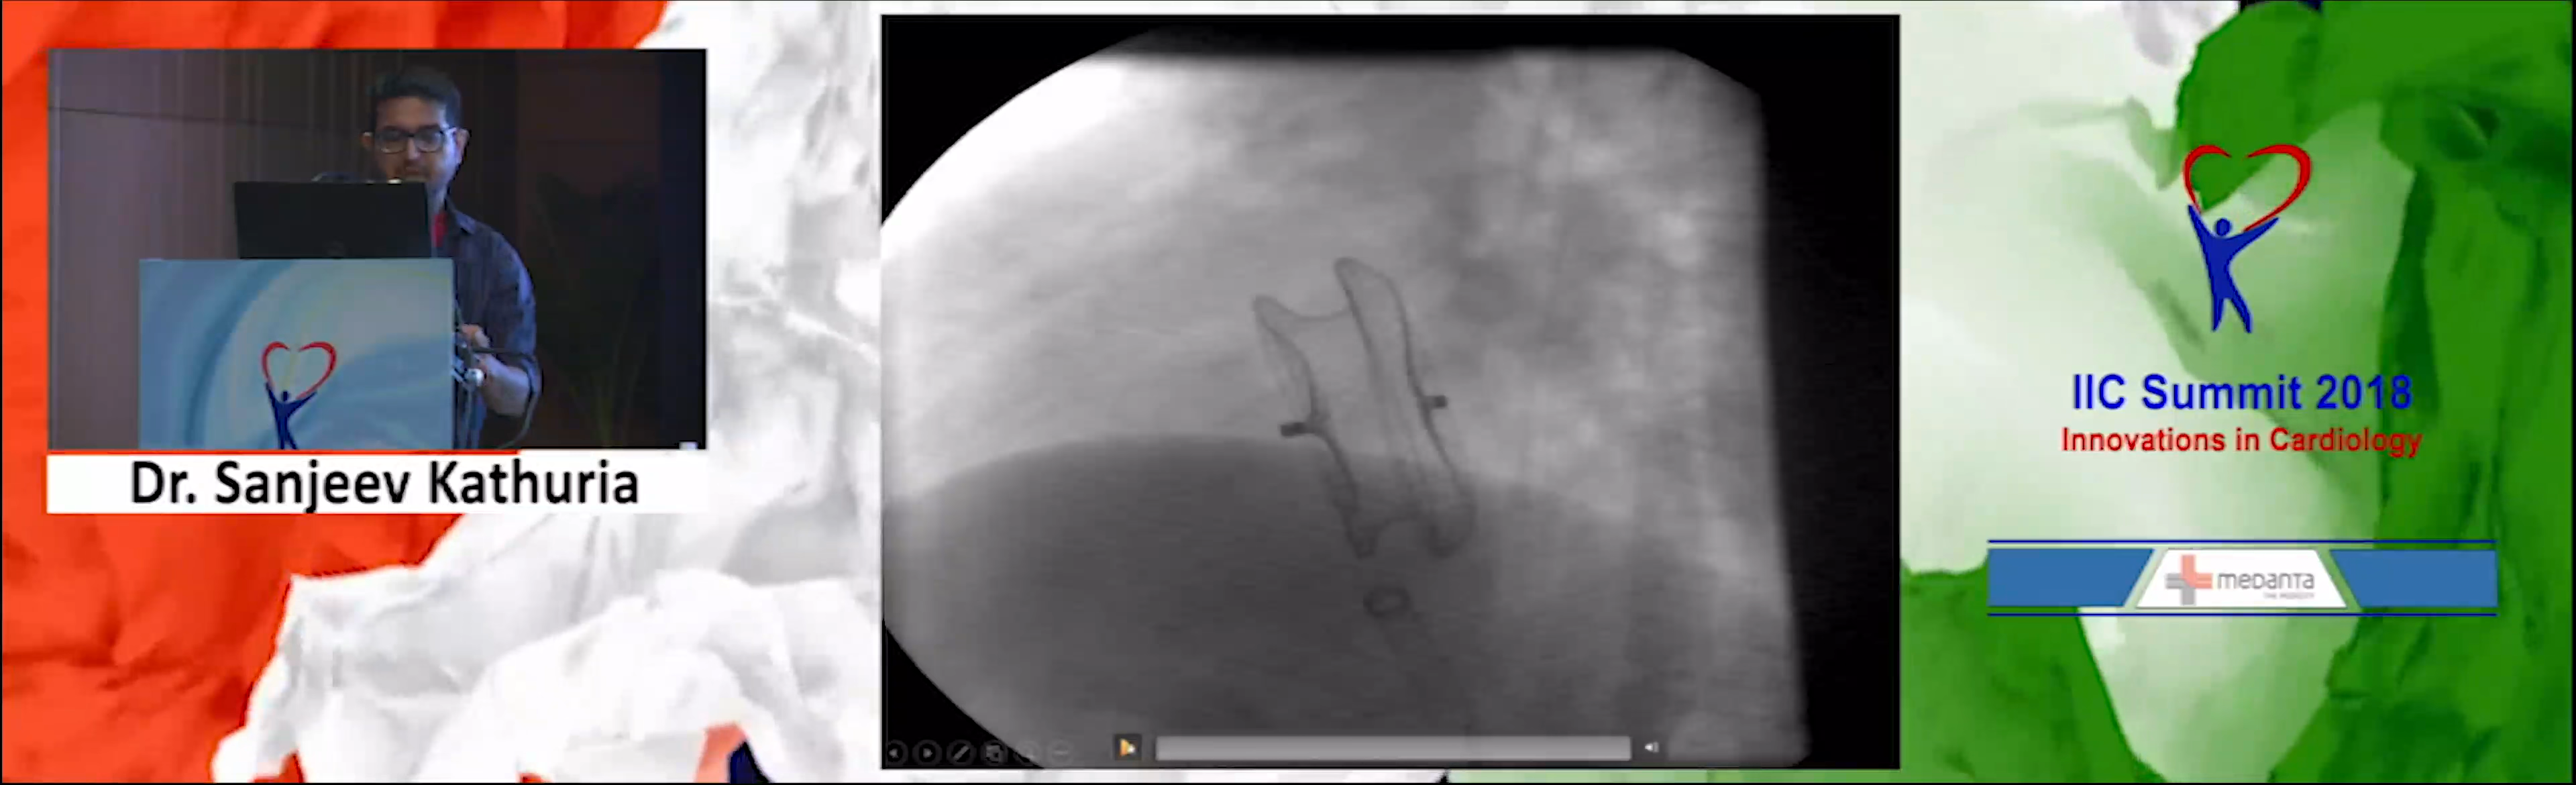 Dr. Sanjeev Kathuria
IIC Summit 2018
Innovations in Cardiology
medanta